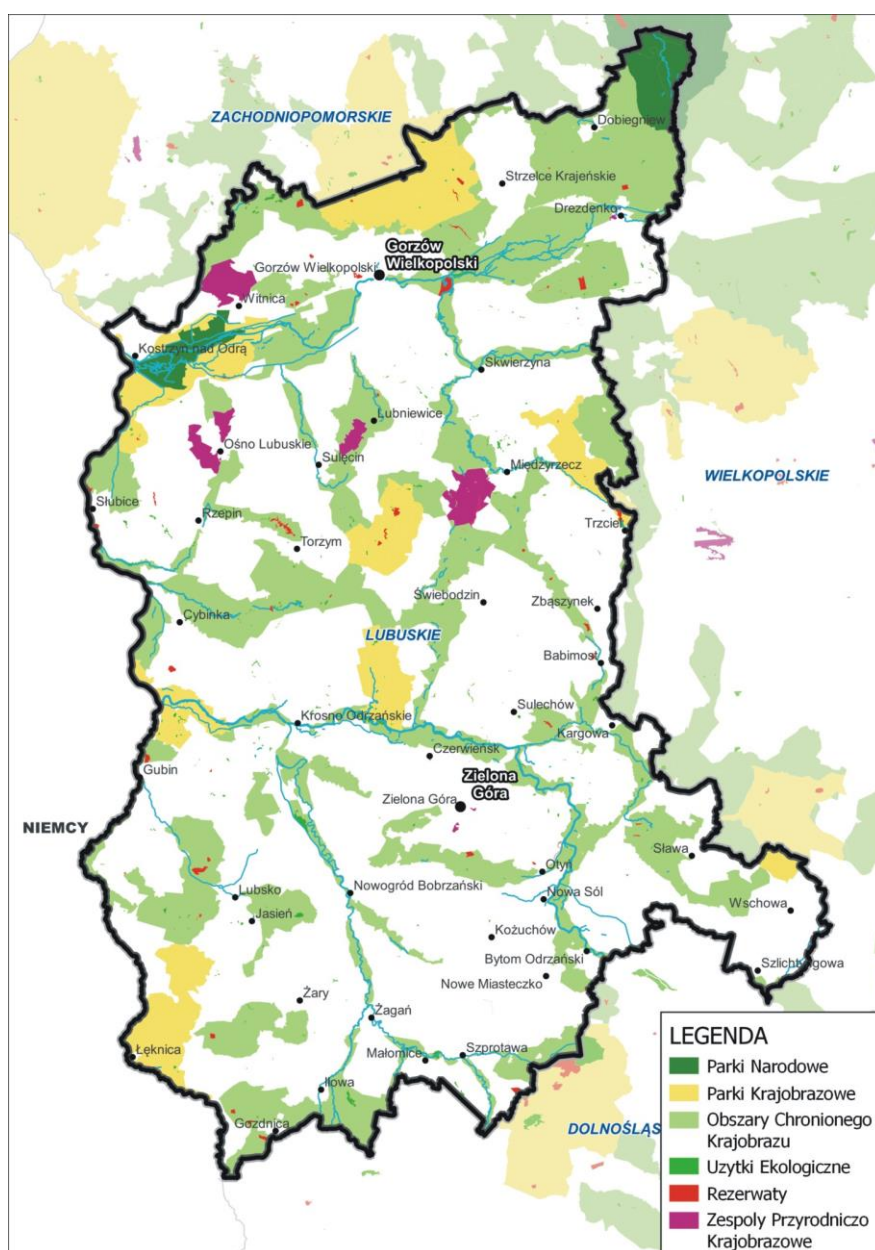 ZACHODNIOPOMORSKIE
Dobiegniew
Strzelce Krajeńskie
Drezdenko
Gorzów
Wielkopolski
Gorzów Wielkopolski
Witnica
Kostrzyn nad Odrą
Skwierzyna
Lubniewice
Ośno Lubuskie
Sulęcin
Międzyrzecz
WIELKOPOLSKIE
Słubice
Rzepin
Trzciel
Torzym
Świebodzin
Zbąszynek
Cybinka
LUBUSKIE
Babimost
Sulechów
Krosno Odrzańskie
Kargowa
Czerwieńsk
Gubin
Zielona
Góra
Zielona Góra
NIEMCY
Sława
Otyń
Lubsko
Nowogród Bobrzański
Nowa Sól
Wschowa
Jasień
Kożuchów
Bytom Odrzański
Szlichtyngowa
Nowe Miasteczko
Żary
Żagań
Łęknica
Małomice
Szprotawa
Iłowa
Gozdnica
DOLNOŚLĄS
LEGENDA
Parki Narodowe
Parki Krajobrazowe
Obszary Chronionego
Krajobrazu
Uzytki Ekologiczne
Rezerwaty
Zespoly Przyrodniczo
Krajobrazowe